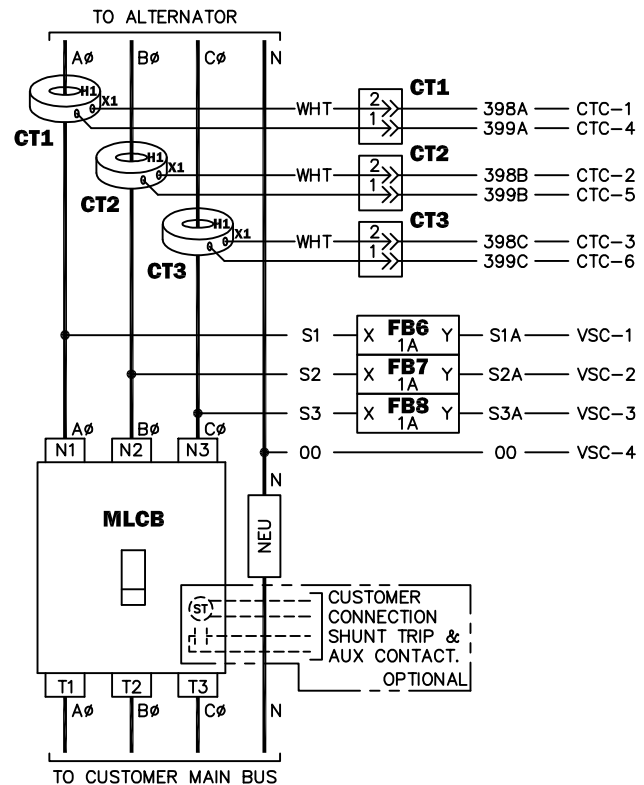 TO ALTERNATOR
AØ BØ CØ N
H1 X1 WHT 2 CT1 398A CTC-1
CT1 1 399A CTC-4
H1 X1 WHT 2 CT2 398B CTC-2
CT2 1 399B CTC-5
H1 X1 WHT 2 CT3 398C CTC-3
CT3 1 399C CTC-6
S1 X FB6 Y S1A VSC-1
1A
S2 X FB7 Y S2A VSC-2
1A
S3 X FB8 Y S3A VSC-3
1A
AØ BØ CØ
N1 N2 N3 00 00 VSC-4
N
MLCB
NEU
ST
CUSTOMER
CONNECTION
SHUNT TRIP &
AUX CONTACT.
OPTIONAL
T1 T2 T3
AØ BØ CØ N
TO CUSTOMER MAIN BUS